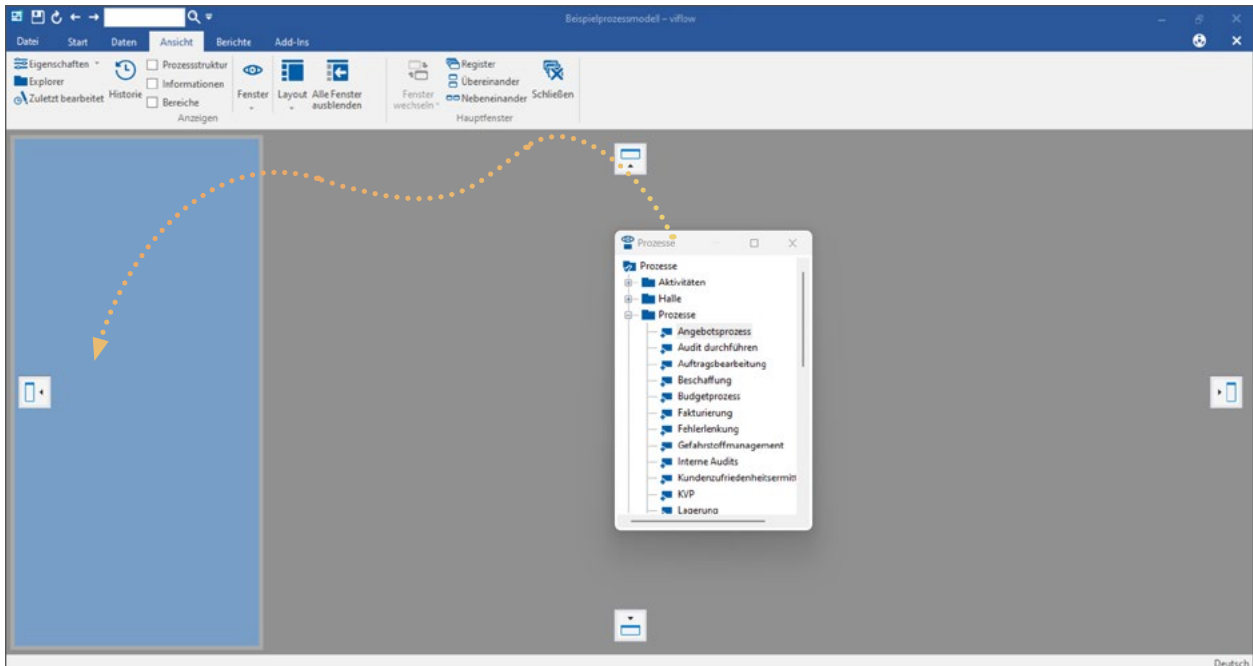 Beispielprozessmodell – viflow
Datei Start Daten Ansicht Berichte Add-Ins
Eigenschaften
Explorer
Zuletzt bearbeitet
Historie
Prozessstruktur
Informationen
Bereiche
Anzeigen
Fenster
Layout
Alle Fenster
ausblenden
Fenster
wechseln
Register
Übereinander
Nebeneinander
Schließen
Hauptfenster
Prozesse
Prozesse
Aktivitäten
Halle
Prozesse
Angebotsprozess
Audit durchführen
Auftragsbearbeitung
Beschaffung
Budgetprozess
Fakturierung
Fehlerlenkung
Gefahrstoffmanagement
Interne Audits
Kundenzufriedenheitsermitt
KVP
Lagerung
Deutsch